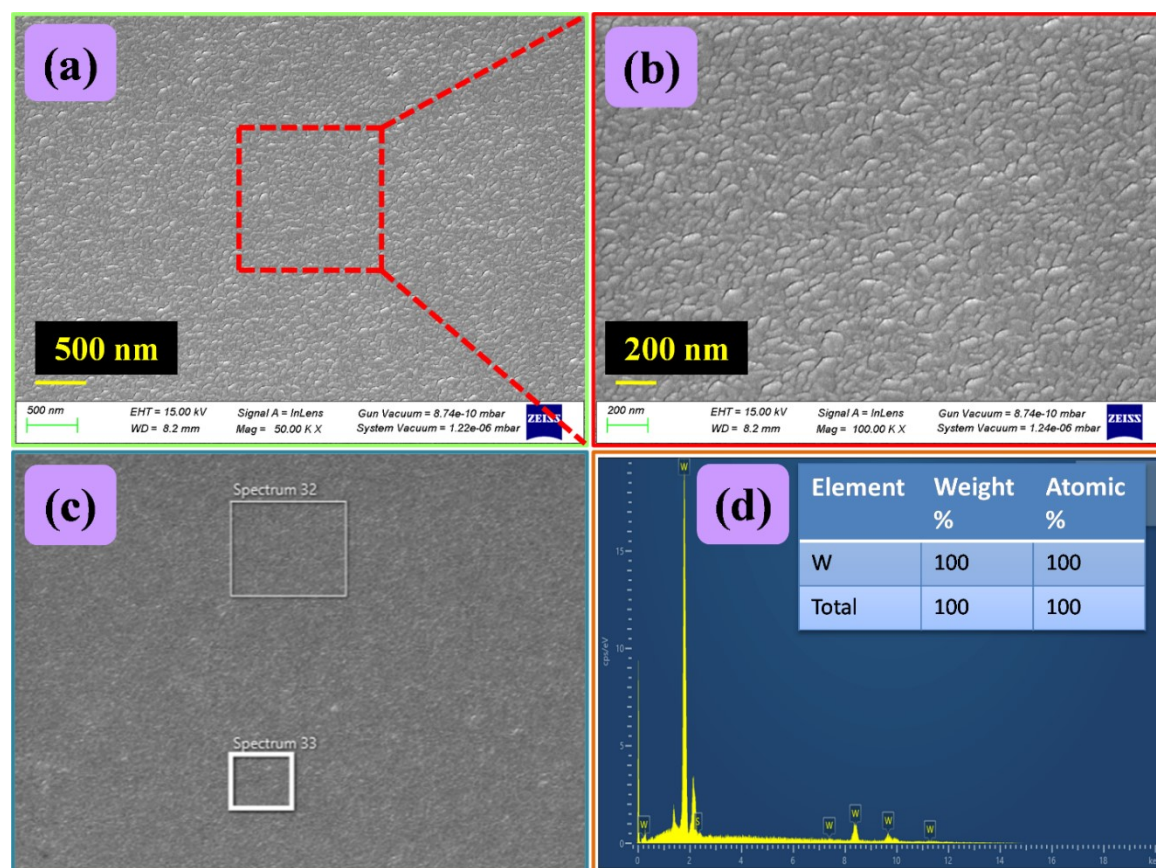 (a)
500 nm
500 nm
EHT = 15.00 kV
WD = 8.2 mm
Signal A = InLens
Mag = 50.00 K X
Gun Vacuum = 8.74e-10 mbar
System Vacuum = 1.22e-06 mbar
ZEISS
(b)
200 nm
200 nm
EHT = 15.00 kV
WD = 8.2 mm
Signal A = InLens
Mag = 100.00 K X
Gun Vacuum = 8.74e-10 mbar
System Vacuum = 1.24e-06 mbar
ZEISS
(c)
Spectrum 32
Spectrum 33
(d)
Element Weight % Atomic %
W 100 100
Total 100 100
cps/eV
15
10
5
0
W
W
S
W
W
W
W
0 2 4 6 8 10 12 14 16 18